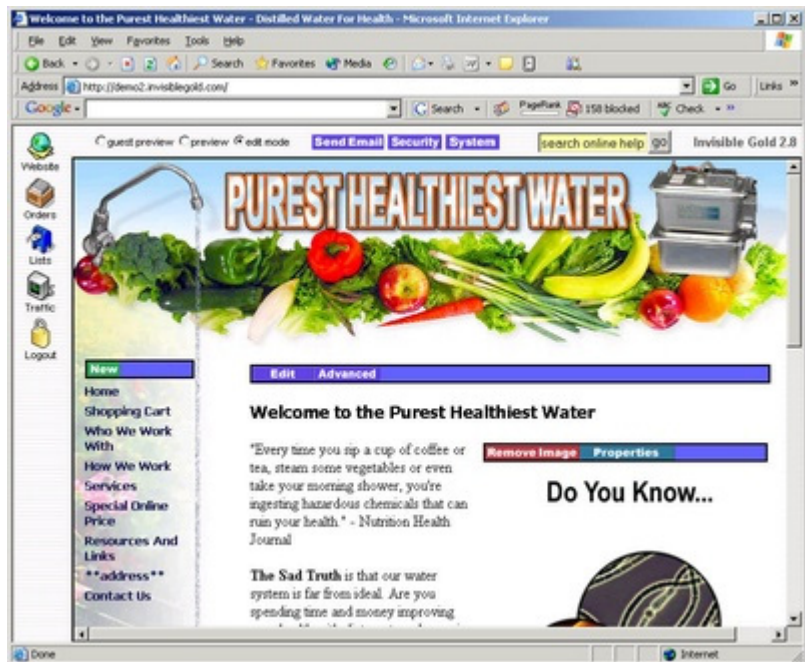 Welcome to the Purest Healthiest Water - Distilled Water For Health - Microsoft Internet Explorer
File Edit View Favorites Tools Help
Back Search Favorites Media
Address http://demo2.invisiblegold.com/ Go Links »
Google Search PageRank 158 blocked ABC Check »
guest preview preview edit mode Send Email Security System search online help go Invisible Gold 2.8
Website
Orders
Lists
Traffic
Logout
PUREST HEALTHIEST WATER
New
Home
Shopping Cart
Who We Work
With
How We Work
Services
Special Online
Price
Resources And
Links
**address**
Contact Us
Edit Advanced
Welcome to the Purest Healthiest Water
"Every time you sip a cup of coffee or
tea, steam some vegetables or even
take your morning shower, you're
ingesting hazardous chemicals that can
ruin your health." - Nutrition Health
Journal
The Sad Truth is that our water
system is far from ideal. Are you
spending time and money improving
Remove Image Properties
Do You Know...
Done Internet